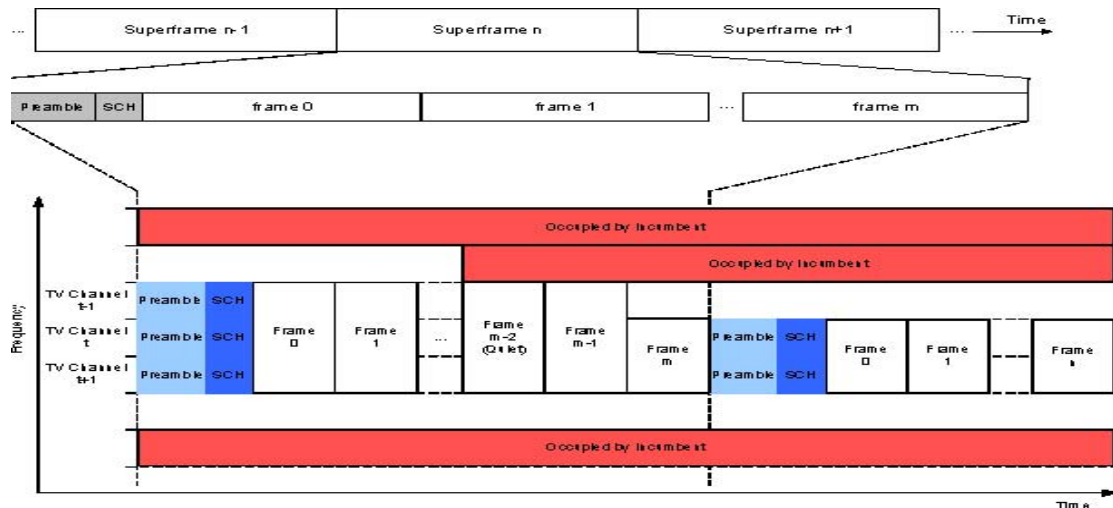 ... Superframe n-1 Superframe n Superframe n+1 ... Time
Preamble SCH frame 0 frame 1 ... frame m
Frequency
Occupied by Incumbent
Occupied by Incumbent
TV Channel t-1
Preamble SCH
TV Channel t
Preamble SCH
TV Channel t+1
Preamble SCH
Frame 0
Frame 1
...
Frame m-2 (Quiet)
Frame m-1
Frame m
Preamble SCH
Preamble SCH
Frame 0
Frame 1
...
Frame
Occupied by Incumbent
Time